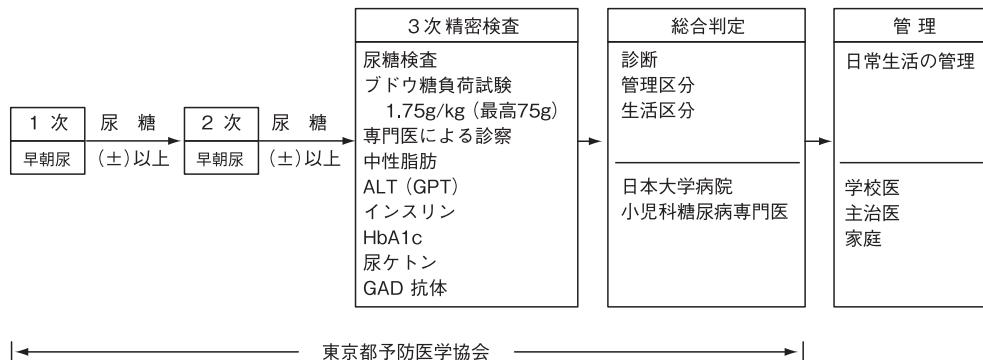 1 次
早朝尿
尿 糖
(±)以上
2 次
早朝尿
尿 糖
(±)以上
3次 精密検査
尿糖検査
ブドウ糖負荷試験
1.75g/kg (最高75g)
専門医による診察
中性脂肪
ALT (GPT)
インスリン
HbA1c
尿ケトン
GAD 抗体
総合判定
診断
管理区分
生活区分
日本大学病院
小児科糖尿病専門医
管 理
日常生活の管理
学校医
主治医
家庭
東京都予防医学協会